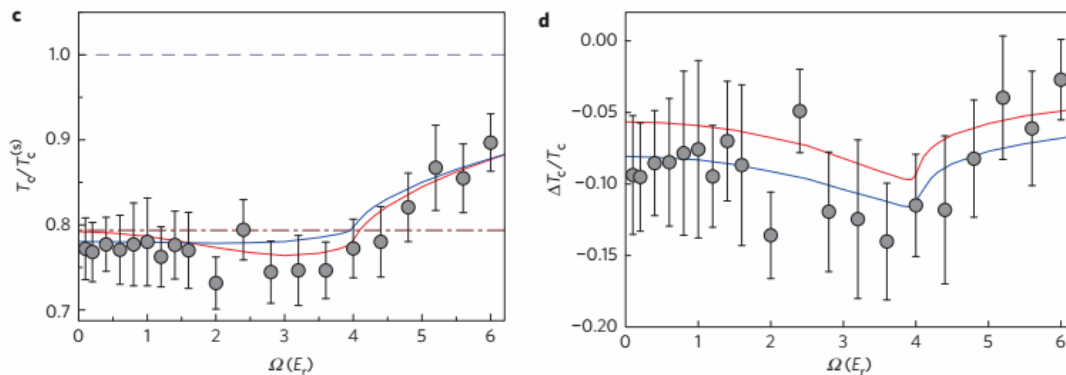 c
T_c/T_c^(s)
1.0
0.9
0.8
0.7
0 1 2 3 4 5 6
Ω(E_r)
d
ΔT_c/T_c
0.00
−0.05
−0.10
−0.15
−0.20
0 1 2 3 4 5 6
Ω(E_r)